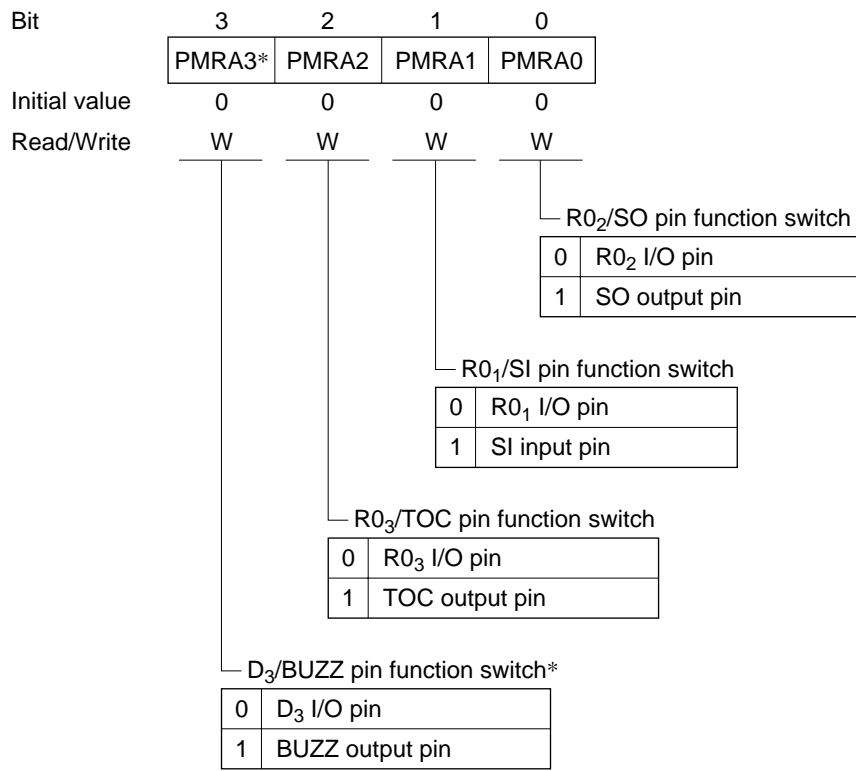 Bit 3 2 1 0
PMRA3* PMRA2 PMRA1 PMRA0
Initial value 0 0 0 0
Read/Write W W W W
R0₂/SO pin function switch
0 R0₂ I/O pin
1 SO output pin
R0₁/SI pin function switch
0 R0₁ I/O pin
1 SI input pin
R0₃/TOC pin function switch
0 R0₃ I/O pin
1 TOC output pin
D₃/BUZZ pin function switch*
0 D₃ I/O pin
1 BUZZ output pin